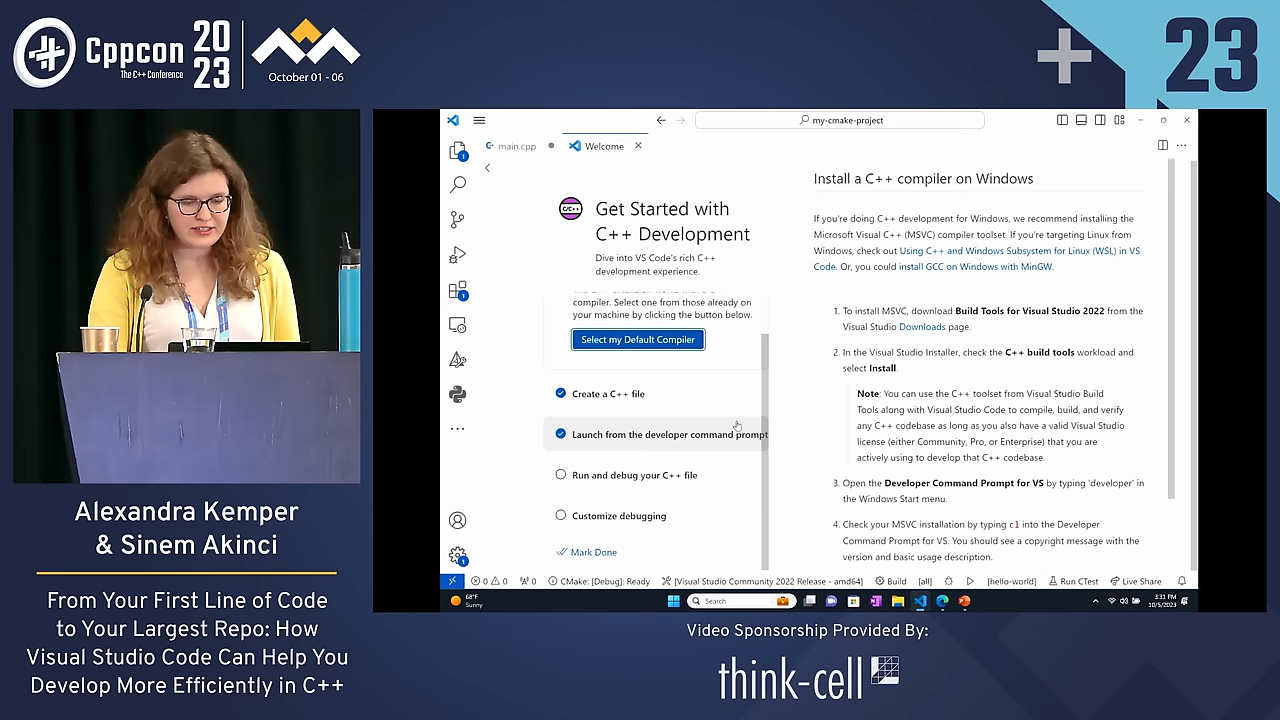 Cppcon
The C++ Conference
20
23
October 01 - 06
23
my-cmake-project
main.cpp
Welcome
C/C++
Get Started with
C++ Development
Dive into VS Code's rich C++
development experience.
compiler. Select one from those already on
your machine by clicking the button below.
Select my Default Compiler
Create a C++ file
Launch from the developer command prompt
Run and debug your C++ file
Customize debugging
Mark Done
Install a C++ compiler on Windows
If you're doing C++ development for Windows, we recommend installing the
Microsoft Visual C++ (MSVC) compiler toolset. If you're targeting Linux from
Windows, check out Using C++ and Windows Subsystem for Linux (WSL) in VS
Code. Or, you could install GCC on Windows with MinGW.
1. To install MSVC, download Build Tools for Visual Studio 2022 from the
Visual Studio Downloads page.
2. In the Visual Studio Installer, check the C++ build tools workload and
select Install.
Note: You can use the C++ toolset from Visual Studio Build
Tools along with Visual Studio Code to compile, build, and verify
any C++ codebase as long as you also have a valid Visual Studio
license (either Community, Pro, or Enterprise) that you are
actively using to develop that C++ codebase.
3. Open the Developer Command Prompt for VS by typing 'developer' in
the Windows Start menu.
4. Check your MSVC installation by typing cl into the Developer
Command Prompt for VS. You should see a copyright message with the
version and basic usage description.
0 0 0 CMake: [Debug]: Ready [Visual Studio Community 2022 Release - amd64] Build [all] [hello-world] Run CTest Live Share
68°F
Sunny
Search
3:31 PM
10/5/2023
Alexandra Kemper
& Sinem Akinci
From Your First Line of Code
to Your Largest Repo: How
Visual Studio Code Can Help You
Develop More Efficiently in C++
Video Sponsorship Provided By:
think-cell